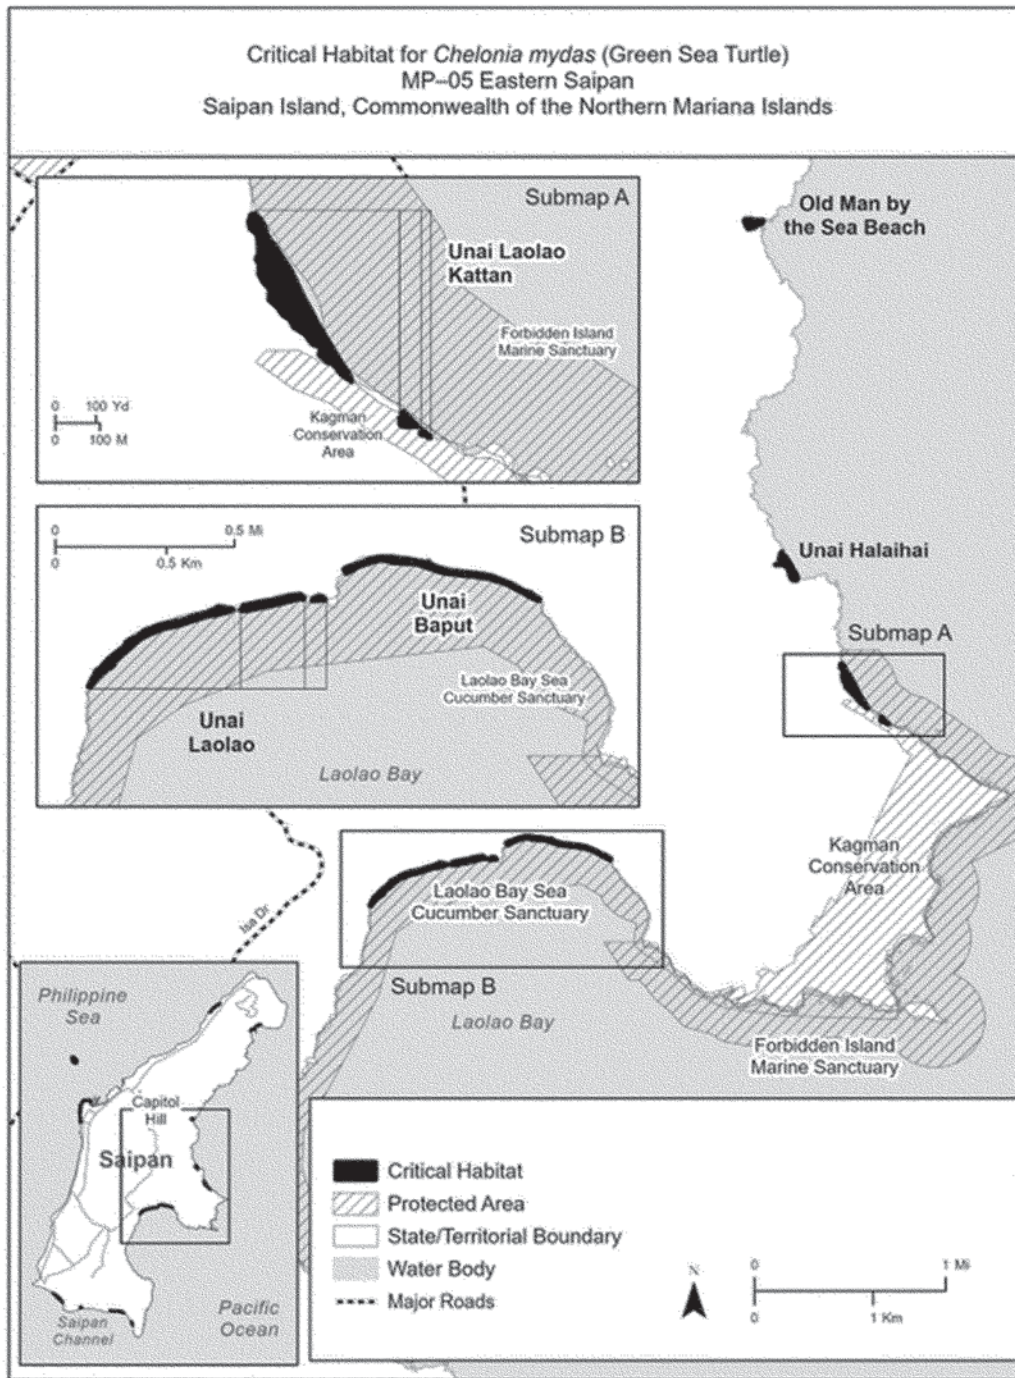 Critical Habitat for Chelonia mydas (Green Sea Turtle)
MP–05 Eastern Saipan
Saipan Island, Commonwealth of the Northern Mariana Islands
Submap A
Unai Laolao
Kattan
Forbidden Island
Marine Sanctuary
Kagman
Conservation
Area
0 100 Yd
0 100 M
Old Man by
the Sea Beach
Unai Halaihai
Submap A
Submap B
0 0.5 Mi
0 0.5 Km
Unai
Baput
Laolao Bay Sea
Cucumber Sanctuary
Unai
Laolao
Laolao Bay
Kagman
Conservation
Area
Laolao Bay Sea
Cucumber Sanctuary
Submap B
Laolao Bay
Isa Dr
Forbidden Island
Marine Sanctuary
Philippine
Sea
Capitol
Hill
Saipan
Saipan
Channel
Pacific
Ocean
Critical Habitat
Protected Area
State/Territorial Boundary
Water Body
Major Roads
N
0 1 Mi
0 1 Km